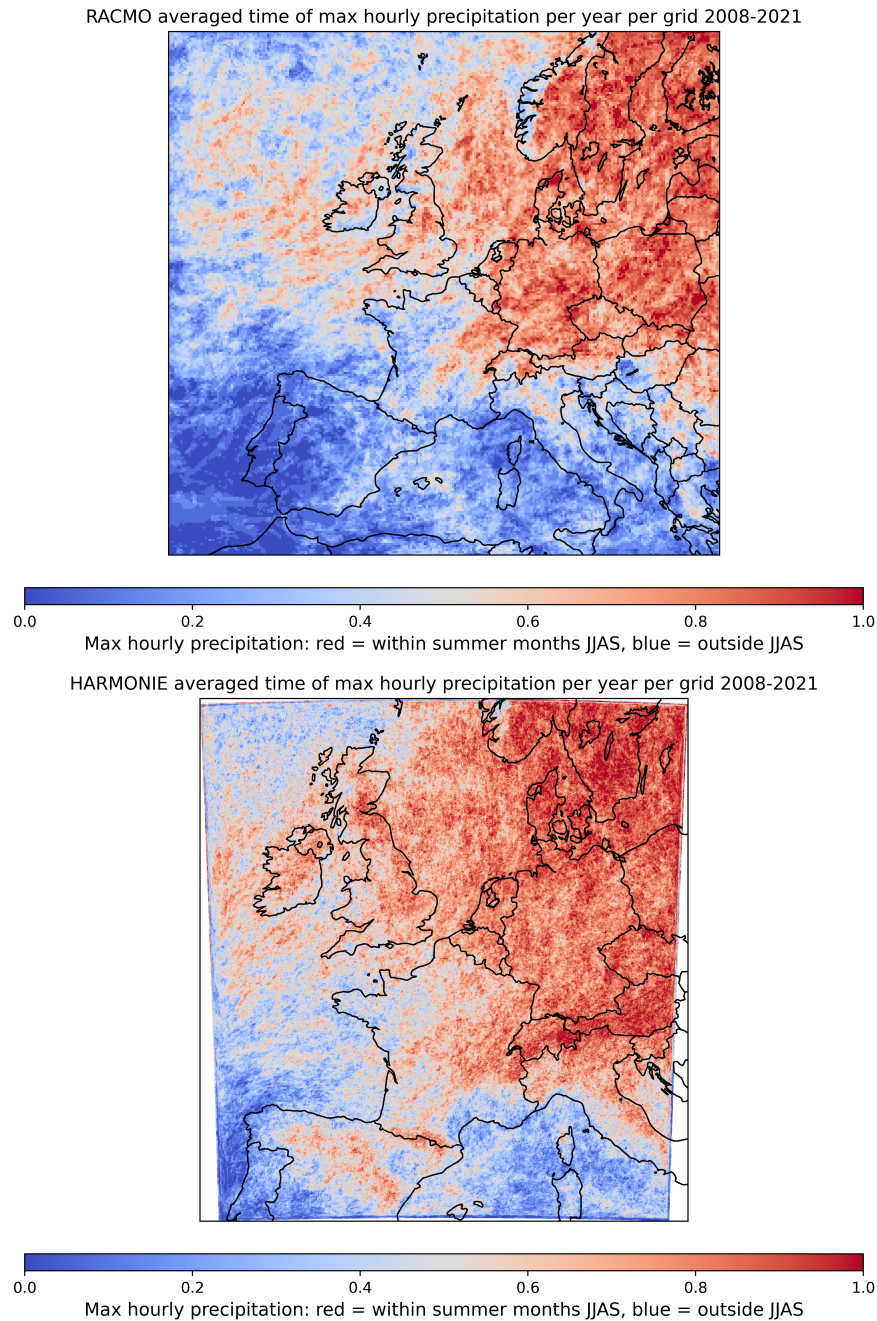 RACMO averaged time of max hourly precipitation per year per grid 2008-2021
0.0 0.2 0.4 0.6 0.8 1.0
Max hourly precipitation: red = within summer months JJAS, blue = outside JJAS
HARMONIE averaged time of max hourly precipitation per year per grid 2008-2021
0.0 0.2 0.4 0.6 0.8 1.0
Max hourly precipitation: red = within summer months JJAS, blue = outside JJAS